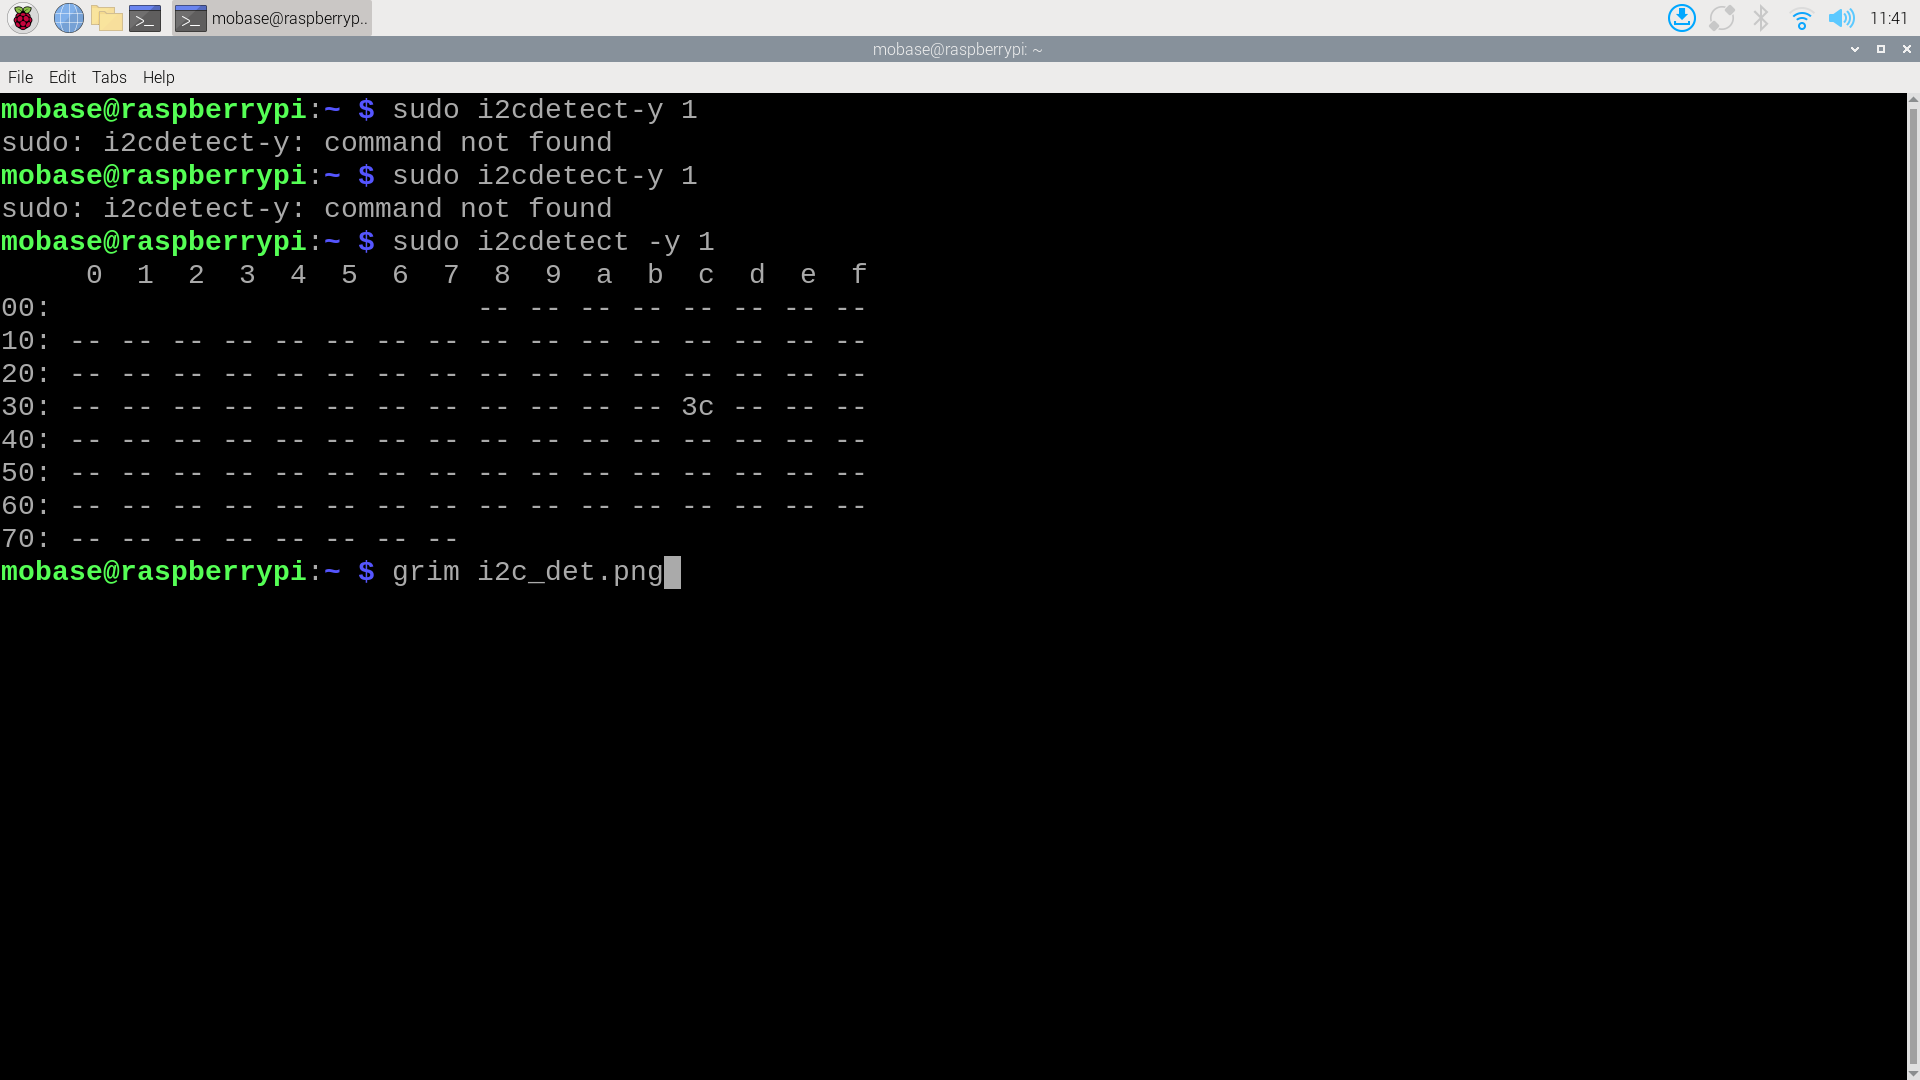 mobase@raspberryp..
11:41
mobase@raspberrypi: ~
File Edit Tabs Help
mobase@raspberrypi:~ $ sudo i2cdetect-y 1
sudo: i2cdetect-y: command not found
mobase@raspberrypi:~ $ sudo i2cdetect-y 1
sudo: i2cdetect-y: command not found
mobase@raspberrypi:~ $ sudo i2cdetect -y 1
     0  1  2  3  4  5  6  7  8  9  a  b  c  d  e  f
00:                         -- -- -- -- -- -- -- --
10: -- -- -- -- -- -- -- -- -- -- -- -- -- -- -- --
20: -- -- -- -- -- -- -- -- -- -- -- -- -- -- -- --
30: -- -- -- -- -- -- -- -- -- -- -- -- 3c -- -- --
40: -- -- -- -- -- -- -- -- -- -- -- -- -- -- -- --
50: -- -- -- -- -- -- -- -- -- -- -- -- -- -- -- --
60: -- -- -- -- -- -- -- -- -- -- -- -- -- -- -- --
70: -- -- -- -- -- -- -- --
mobase@raspberrypi:~ $ grim i2c_det.png